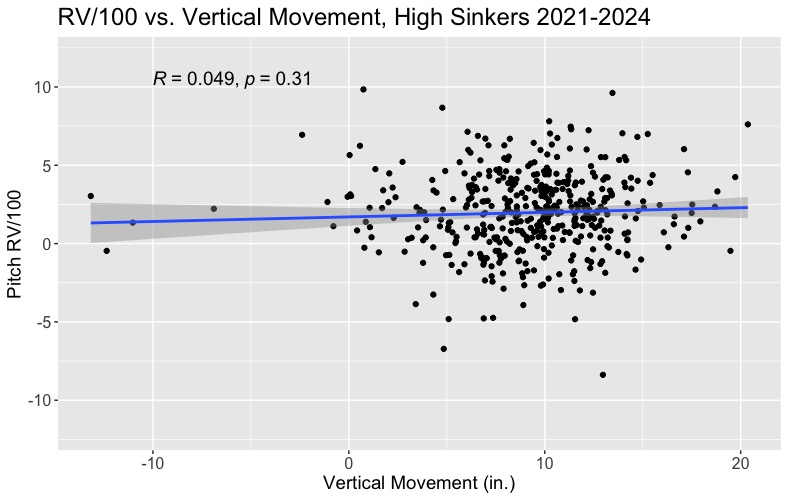 RV/100 vs. Vertical Movement, High Sinkers 2021-2024
R = 0.049, p = 0.31
10
5
0
-5
-10
Pitch RV/100
-10 0 10 20
Vertical Movement (in.)